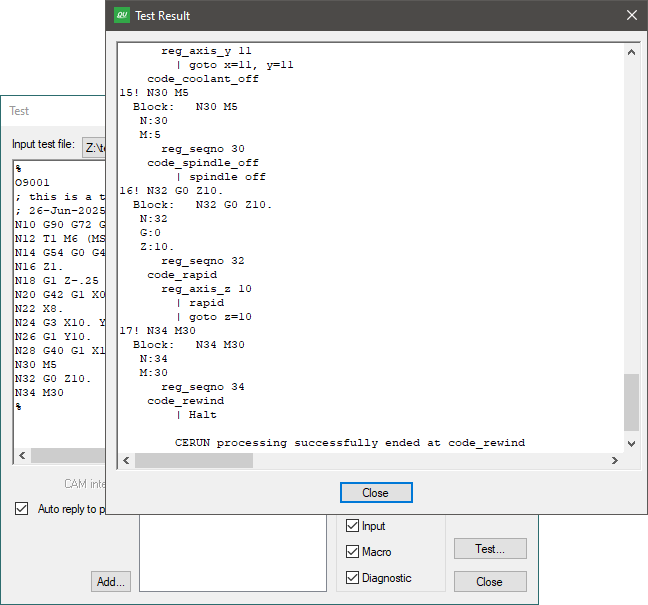 QV Test Result
reg_axis_y 11
| goto x=11, y=11
code_coolant_off
15! N30 M5
Block:   N30 M5
N:30
M:5
reg_seqno 30
code_spindle_off
| spindle off
16! N32 G0 Z10.
Block:   N32 G0 Z10.
N:32
G:0
Z:10.
reg_seqno 32
code_rapid
reg_axis_z 10
| rapid
| goto z=10
17! N34 M30
Block:   N34 M30
N:34
M:30
reg_seqno 34
code_rewind
| Halt
CERUN processing successfully ended at code_rewind
Close
Test
Input test file: Z:\te
%
O9001
; this is a t
; 26-Jun-2025
N10 G90 G72 G
N12 T1 M6 (MS
N14 G54 G0 G4
N16 Z1.
N18 G1 Z-.25
N20 G42 G1 X0
N22 X8.
N24 G3 X10. Y
N26 G1 Y10.
N28 G40 G1 X1
N30 M5
N32 G0 Z10.
N34 M30
%
CAM inte
Auto reply to p
Add...
Input
Macro
Diagnostic
Test...
Close